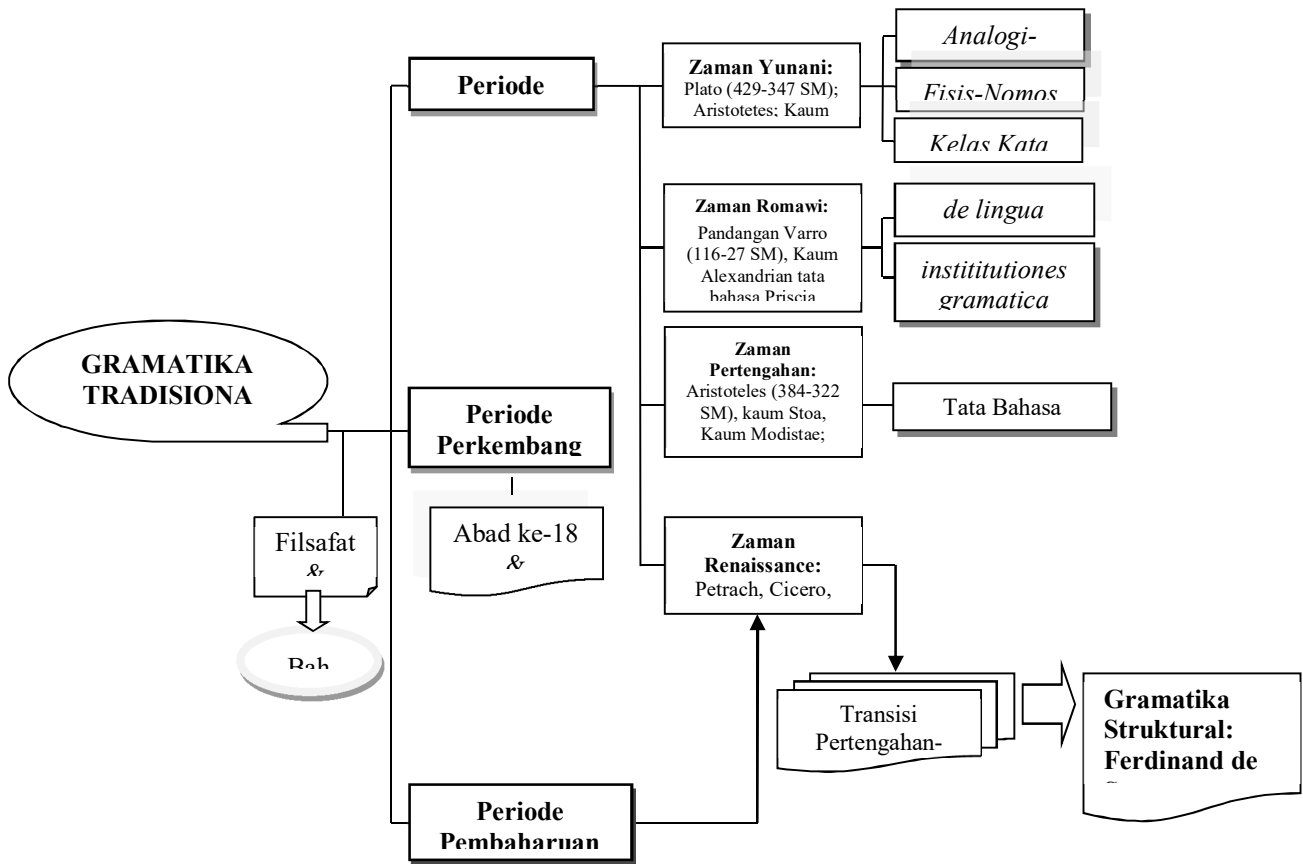 GRAMATIKA
TRADISIONA
Filsafat
&
Bah
Periode
Periode
Perkembang
Abad ke-18
&
Periode
Pembaharuan
Zaman Yunani:
Plato (429-347 SM);
Aristotetes; Kaum
Analogi-
Fisis-Nomos
Kelas Kata
Zaman Romawi:
Pandangan Varro
(116-27 SM), Kaum
Alexandrian tata
bahasa Priscia
de lingua
instititutiones
gramatica
Zaman
Pertengahan:
Aristoteles (384-322
SM), kaum Stoa,
Kaum Modistae;
Tata Bahasa
Zaman
Renaissance:
Petrach, Cicero,
Transisi
Pertengahan-
Gramatika
Struktural:
Ferdinand de